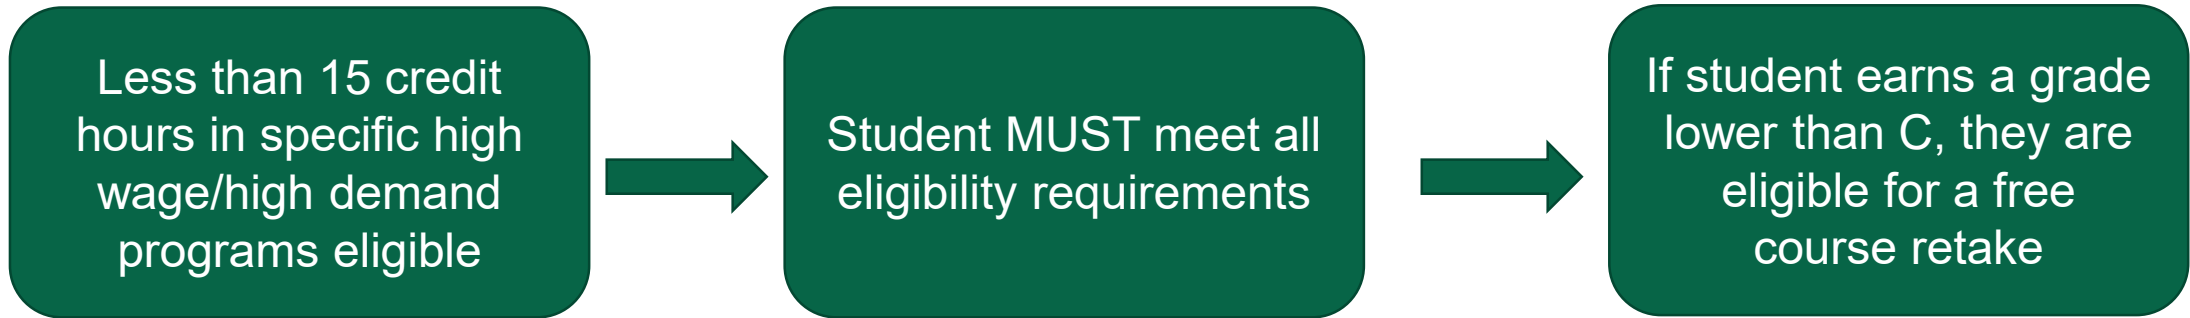 Less than 15 credit
hours in specific high
wage/high demand
programs eligible
Student MUST meet all
eligibility requirements
If student earns a grade
lower than C, they are
eligible for a free
course retake